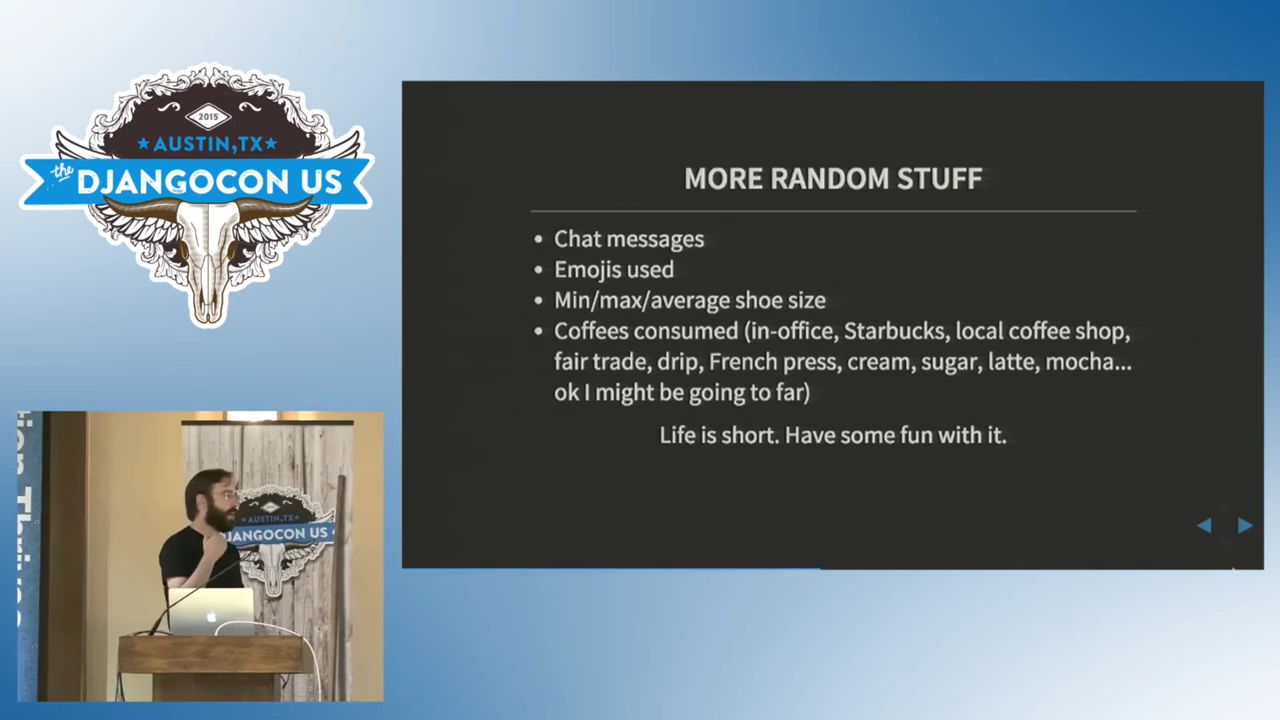 2015
AUSTIN,TX
the
DJANGOCON US
MORE RANDOM STUFF
• Chat messages
• Emojis used
• Min/max/average shoe size
• Coffees consumed (in-office, Starbucks, local coffee shop,
fair trade, drip, French press, cream, sugar, latte, mocha...
ok I might be going to far)
Life is short. Have some fun with it.
AUSTIN,TX
DJANGOCON US